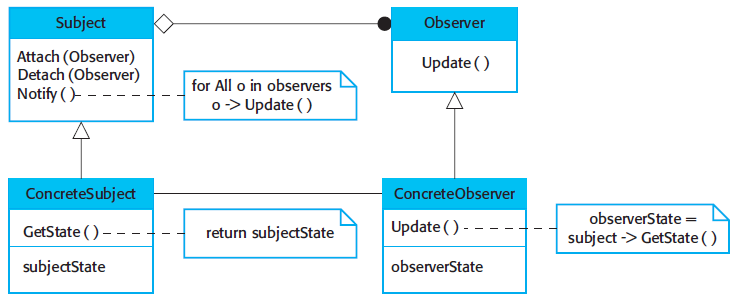 Subject
Observer
Attach (Observer)
Detach (Observer)
Notify ( )
Update ( )
for All o in observers
o -> Update ( )
ConcreteSubject
ConcreteObserver
GetState ( )
return subjectState
Update ( )
observerState =
subject -> GetState ( )
subjectState
observerState